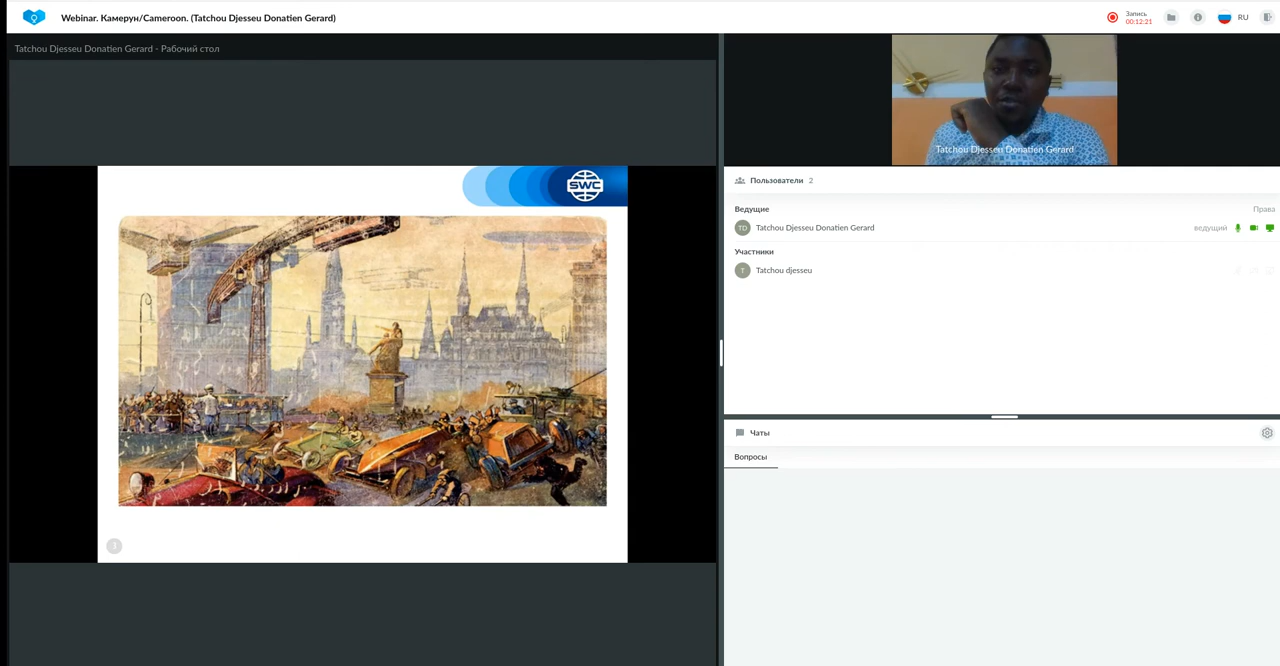 Webinar. Камерун/Cameroon. (Tatchou Djesseu Donatien Gerard)
Запись
00:12:21
RU
Tatchou Djesseu Donatien Gerard - Рабочий стол
SWC
Tatchou Djesseu Donatien Gerard
Пользователи 2
Ведущие
Права
TD
Tatchou Djesseu Donatien Gerard
ведущий
Участники
T
Tatchou djesseu
Чаты
Вопросы